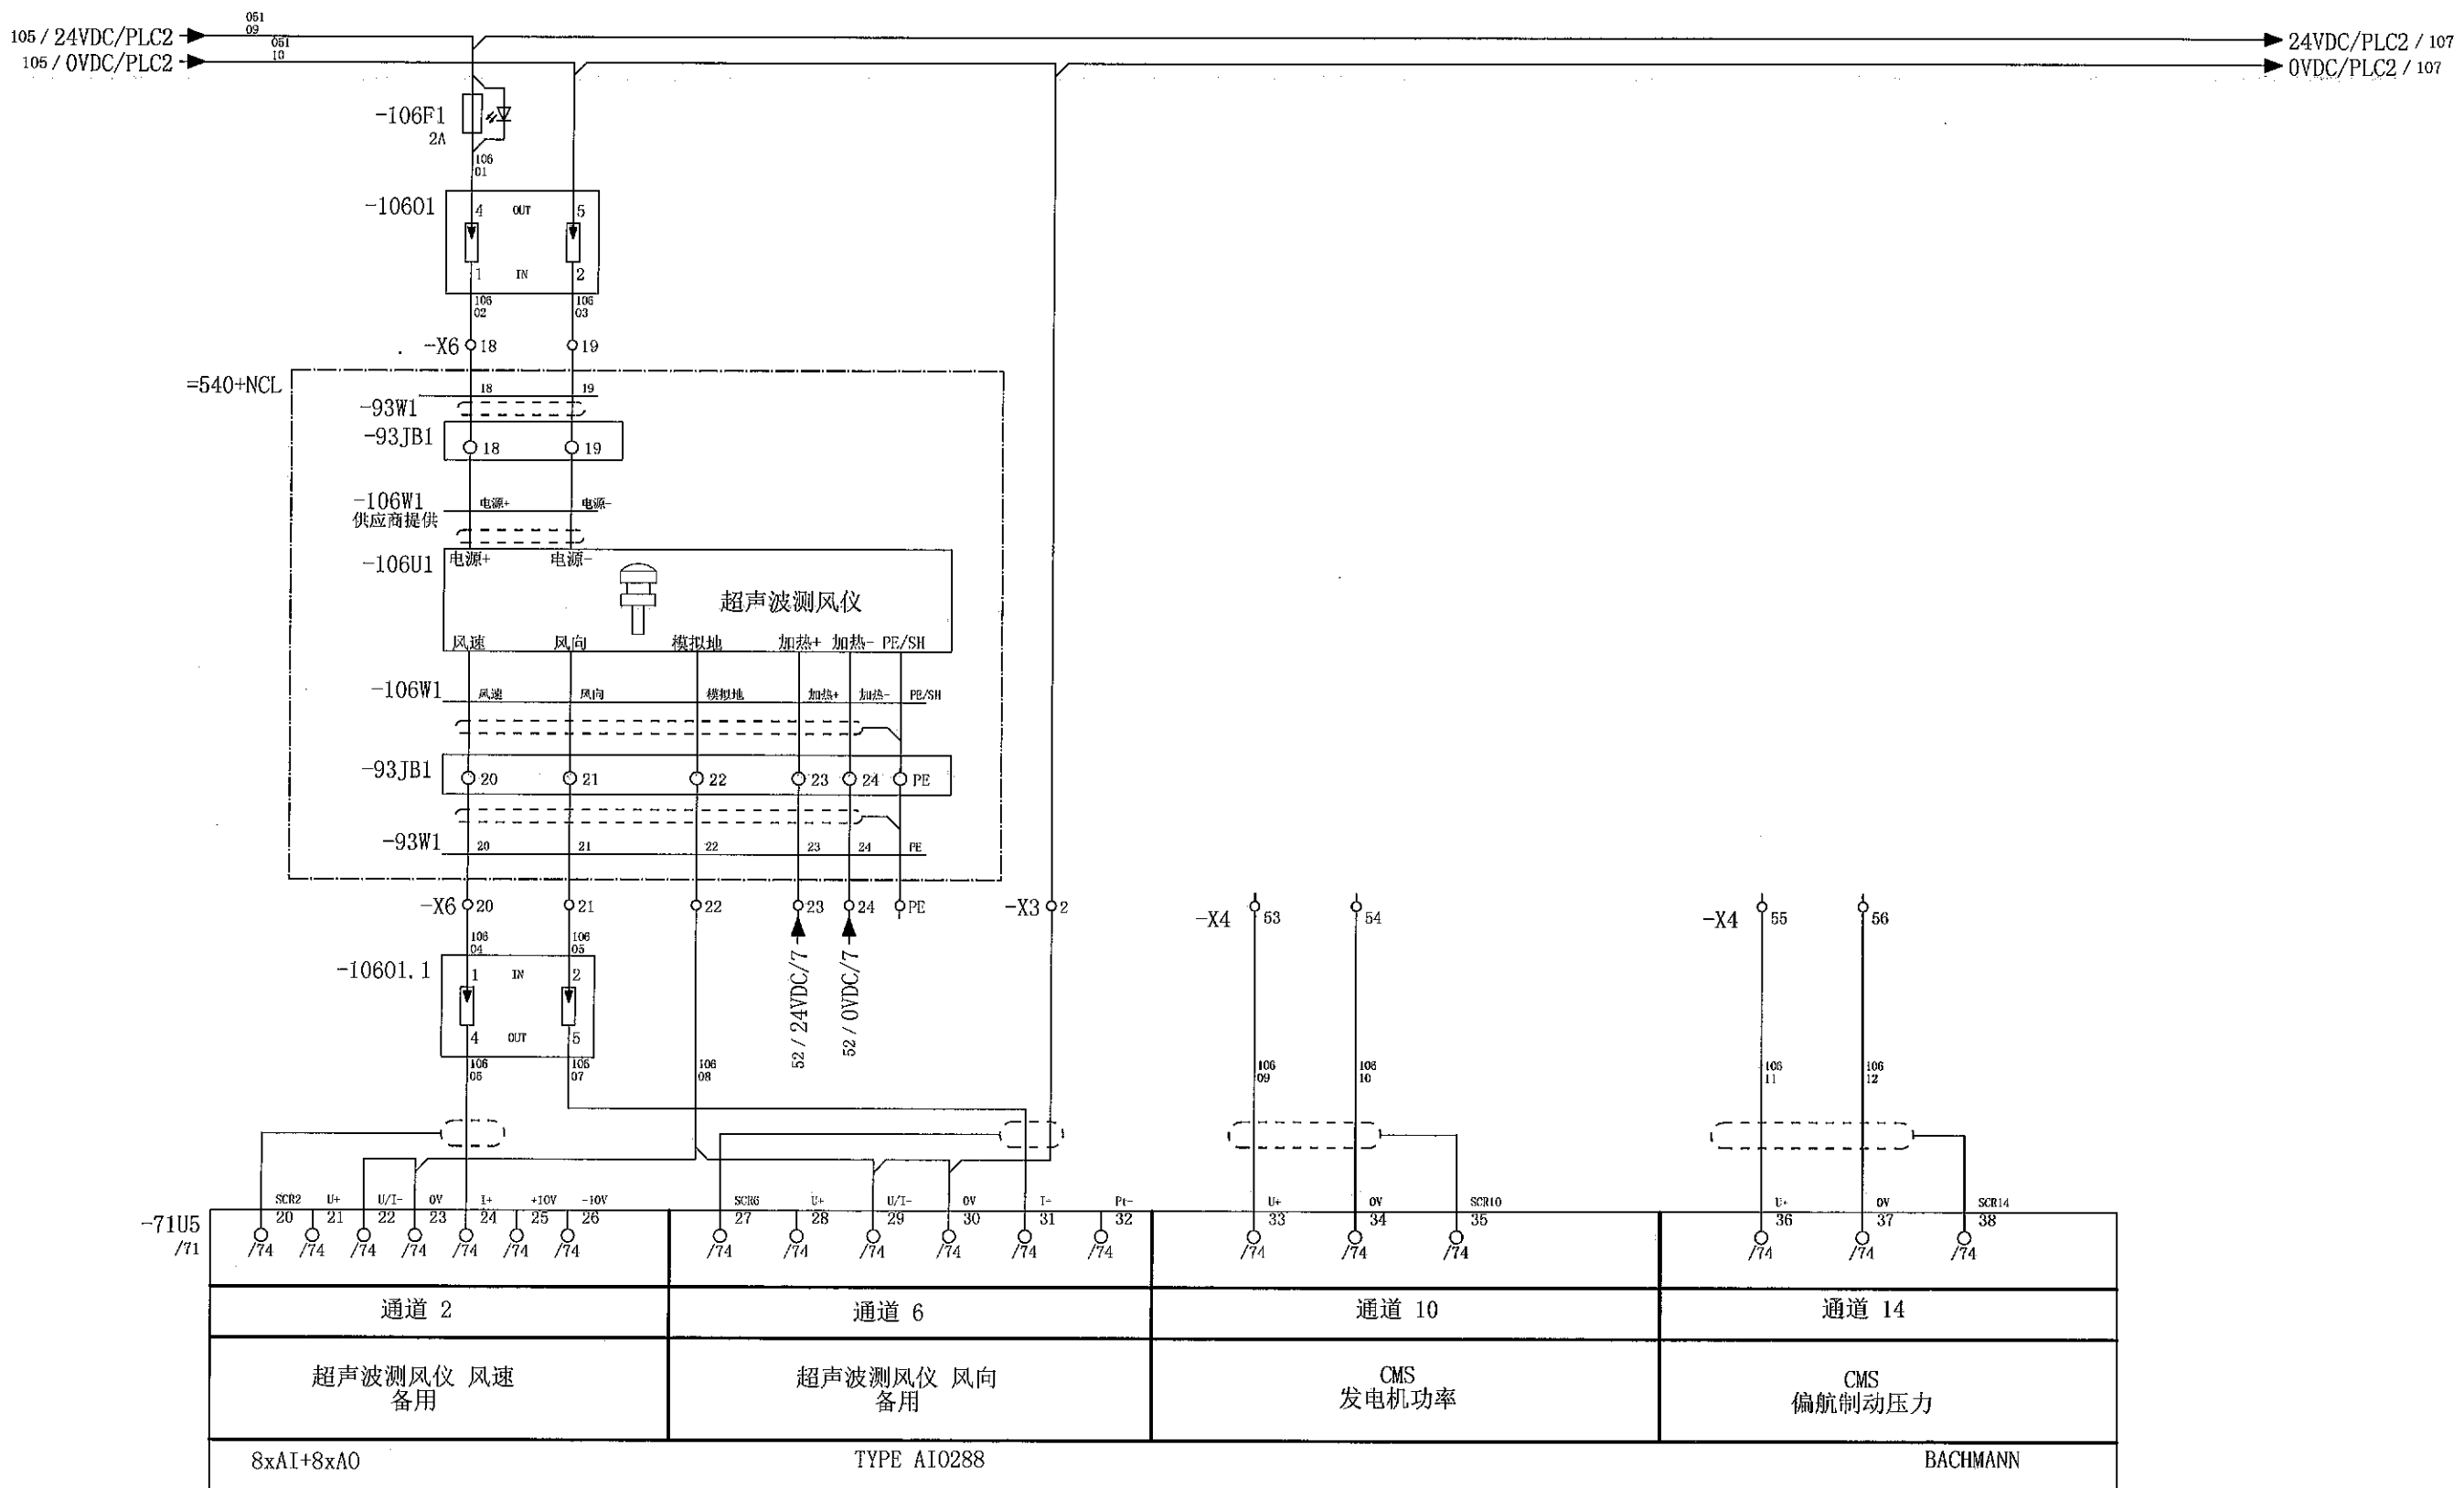 051
09
105 / 24VDC/PLC2
051
10
105 / 0VDC/PLC2
24VDC/PLC2 / 107
0VDC/PLC2 / 107
-106F1
2A
106
01
-10601
4 OUT 5
1 IN 2
106 106
02 03
-X6 18 19
=540+NCL
18 19
-93W1
-93JB1
18 19
-106W1 电源+ 电源-
供应商提供
-106U1 电源+ 电源-
超声波测风仪
风速 风向 模拟地 加热+ 加热- PE/SH
-106W1 风速 风向 模拟地 加热+ 加热- PE/SH
-93JB1 20 21 22 23 24 PE
-93W1 20 21 22 23 24 PE
-X6 20 21 22 23 24 PE
-X3 2
-X4 53 54
-X4 55 56
52 / 24VDC/7
52 / 0VDC/7
106 106
04 05
-10601.1
1 IN 2
4 OUT 5
106 106 106
06 07 08
106 106 106 106
09 10 11 12
SCR2 U+ U/I- 0V I+ +10V -10V
20 21 22 23 24 25 26
SCR6 U+ U/I- 0V I+ Pt-
27 28 29 30 31 32
U+ 0V SCR10
33 34 35
U+ 0V SCR14
36 37 38
-71U5
/71
/74 /74 /74 /74 /74 /74 /74
/74 /74 /74 /74 /74 /74
/74 /74 /74
/74 /74 /74
通道 2 通道 6 通道 10 通道 14
超声波测风仪 风速
备用
超声波测风仪 风向
备用
CMS
发电机功率
CMS
偏航制动压力
8xAI+8xAO TYPE AIO288 BACHMANN